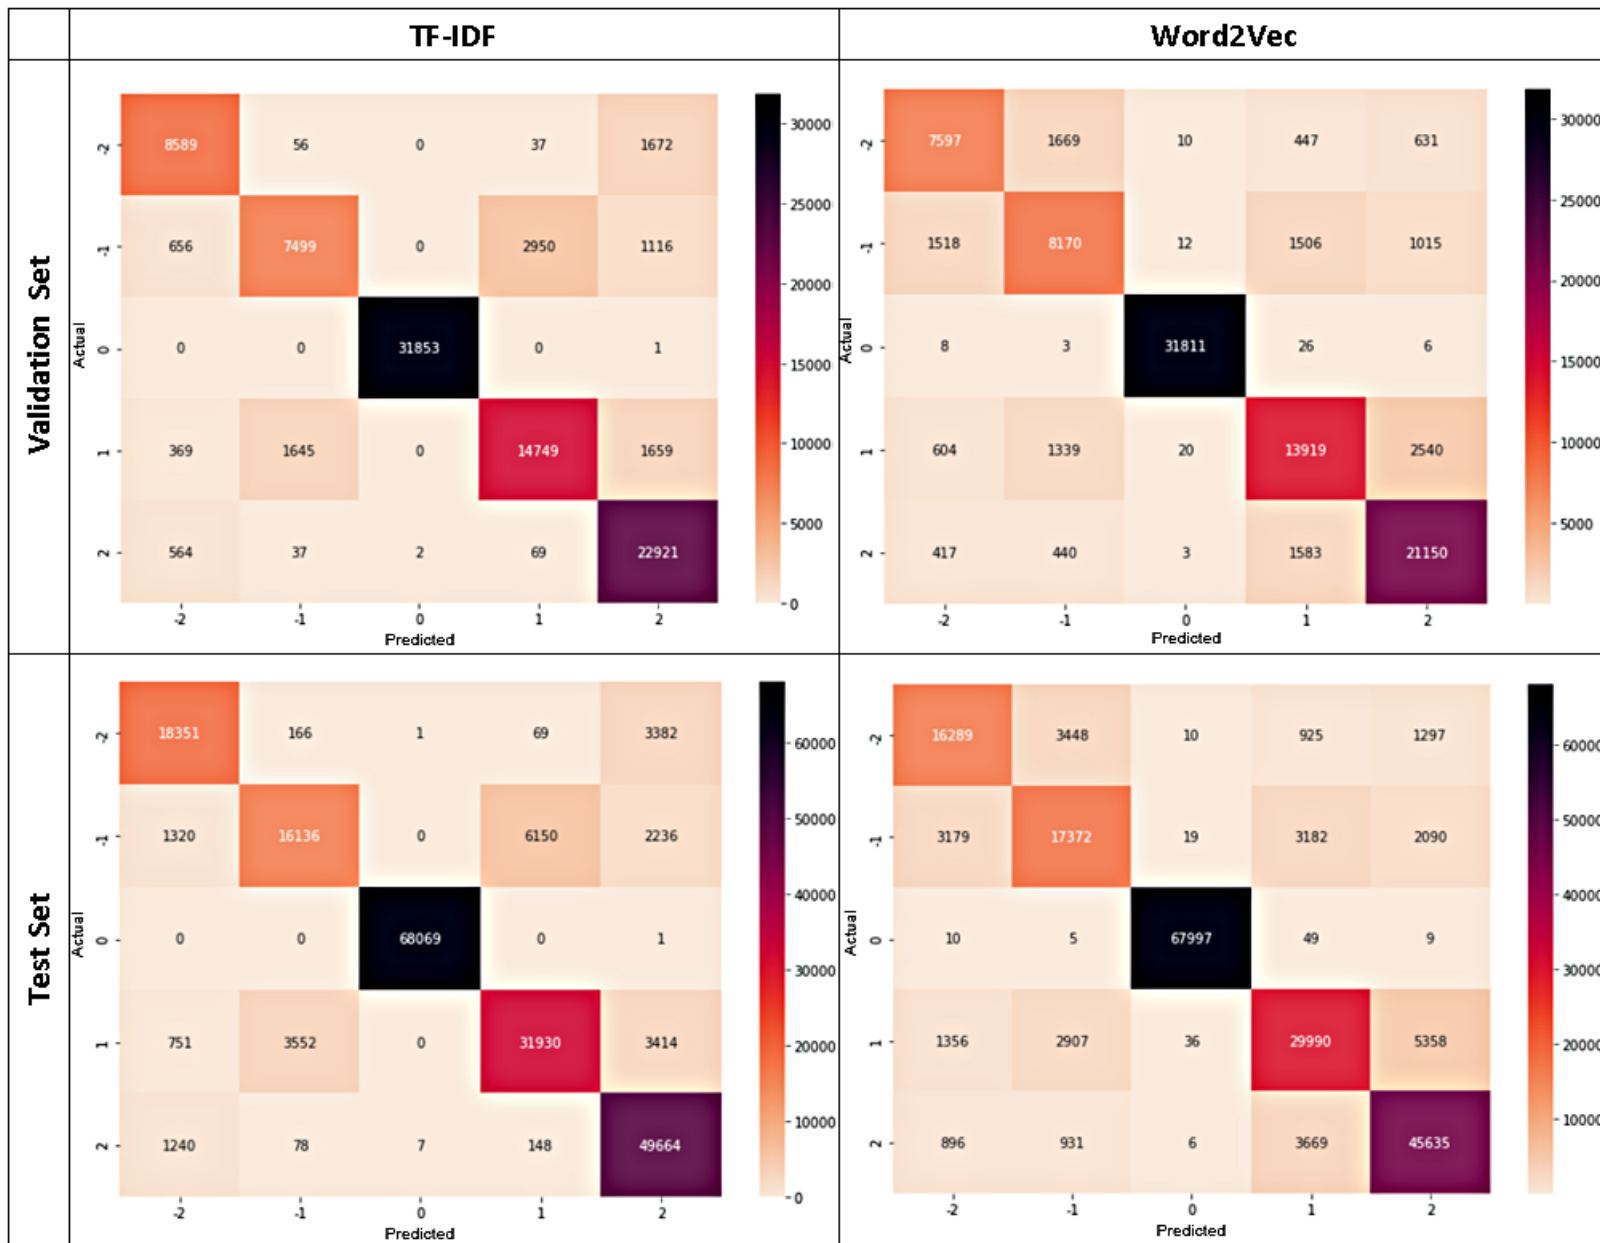 TF-IDF Word2Vec
Validation Set
Actual
-2 8589 56 0 37 1672
-1 656 7499 0 2950 1116
0 0 0 31853 0 1
1 369 1645 0 14749 1659
2 564 37 2 69 22921
-2 -1 0 1 2
Predicted
30000
25000
20000
15000
10000
5000
0
Actual
-2 7597 1669 10 447 631
-1 1518 8170 12 1506 1015
0 8 3 31811 26 6
1 604 1339 20 13919 2540
2 417 440 3 1583 21150
-2 -1 0 1 2
Predicted
30000
25000
20000
15000
10000
5000
Test Set
Actual
-2 18351 166 1 69 3382
-1 1320 16136 0 6150 2236
0 0 0 68069 0 1
1 751 3552 0 31930 3414
2 1240 78 7 148 49664
-2 -1 0 1 2
Predicted
60000
50000
40000
30000
20000
10000
0
Actual
-2 16289 3448 10 925 1297
-1 3179 17372 19 3182 2090
0 10 5 67997 49 9
1 1356 2907 36 29990 5358
2 896 931 6 3669 45635
-2 -1 0 1 2
Predicted
60000
50000
40000
30000
20000
10000